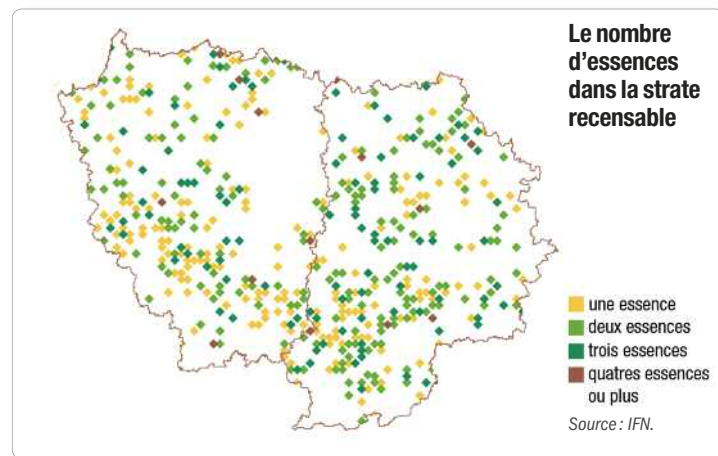 Le nombre
d'essences
dans la strate
recensable
une essence
deux essences
trois essences
quatres essences
ou plus
Source : IFN.